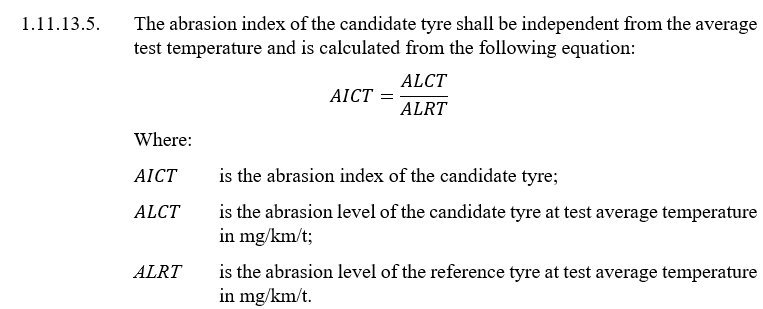 1.11.13.5. The abrasion index of the candidate tyre shall be independent from the average
test temperature and is calculated from the following equation:
AICT = ALCT / ALRT
Where:
AICT is the abrasion index of the candidate tyre;
ALCT is the abrasion level of the candidate tyre at test average temperature
in mg/km/t;
ALRT is the abrasion level of the reference tyre at test average temperature
in mg/km/t.